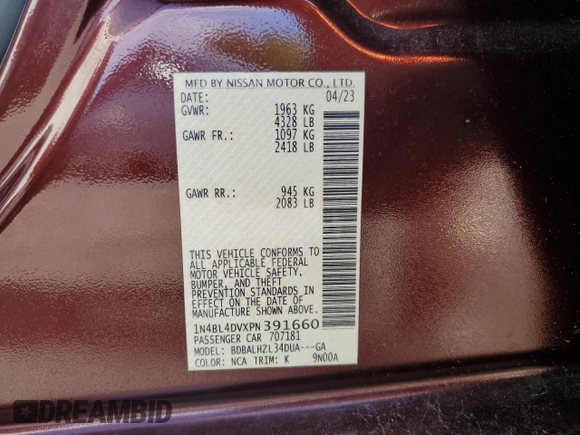 MFD BY NISSAN MOTOR CO., LTD.
DATE: 04/23
GVWR: 1963 KG
4328 LB
GAWR FR.: 1097 KG
2418 LB
GAWR RR.: 945 KG
2083 LB
THIS VEHICLE CONFORMS TO
ALL APPLICABLE FEDERAL
MOTOR VEHICLE SAFETY,
BUMPER, AND THEFT
PREVENTION STANDARDS IN
EFFECT ON THE DATE OF
MANUFACTURE SHOWN ABOVE
1N4BL4DVXPN391660
PASSENGER CAR 707181
MODEL: BDBALHZL34DUA---GA
COLOR: NCA TRIM: K 9N00A
DREAMBID